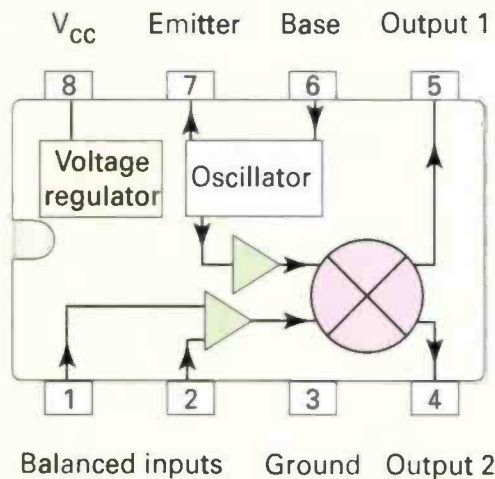 V_CC Emitter Base Output 1
8 7 6 5
Voltage
regulator
Oscillator
1 2 3 4
Balanced inputs Ground Output 2